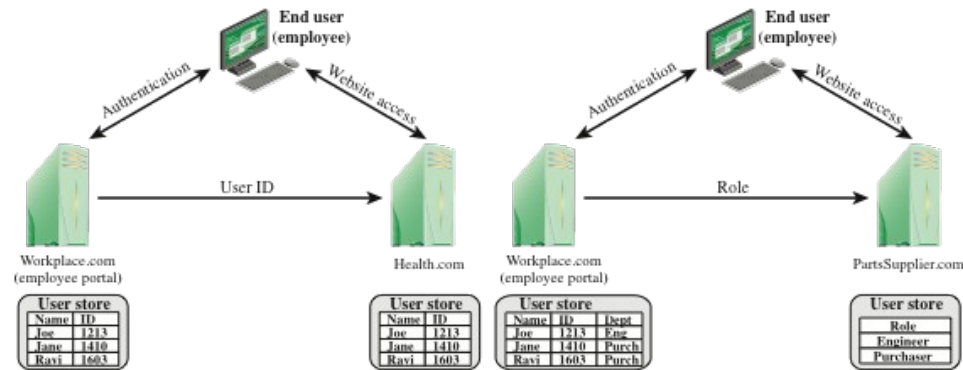 End user
(employee)
Authentication
Website access
User ID
Workplace.com
(employee portal)
Health.com
User store
Name ID
Joe 1213
Jane 1410
Ravi 1603
User store
Name ID
Joe 1213
Jane 1410
Ravi 1603
End user
(employee)
Authentication
Website access
Role
Workplace.com
(employee portal)
PartsSupplier.com
User store
Name ID Dept
Joe 1213 Eng
Jane 1410 Purch
Ravi 1603 Purch
User store
Role
Engineer
Purchaser